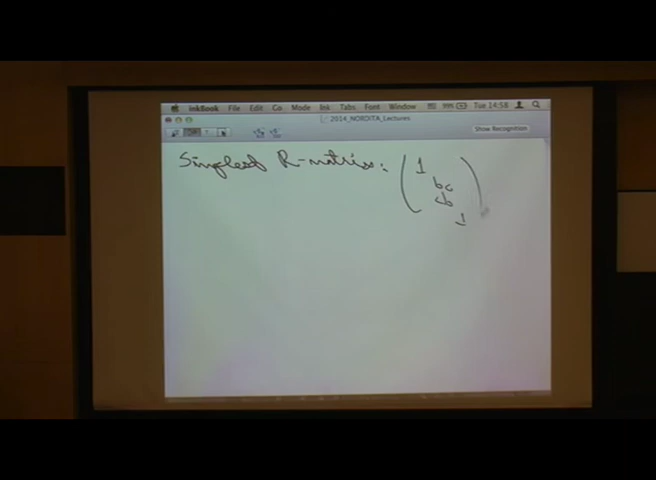 InkBook File Edit Mode Ink Tabs Font Window Tue 14:58
2014_NORDITA_Lectures
Show Recognition
Simplest R-matrix: 1
bc
cb
1